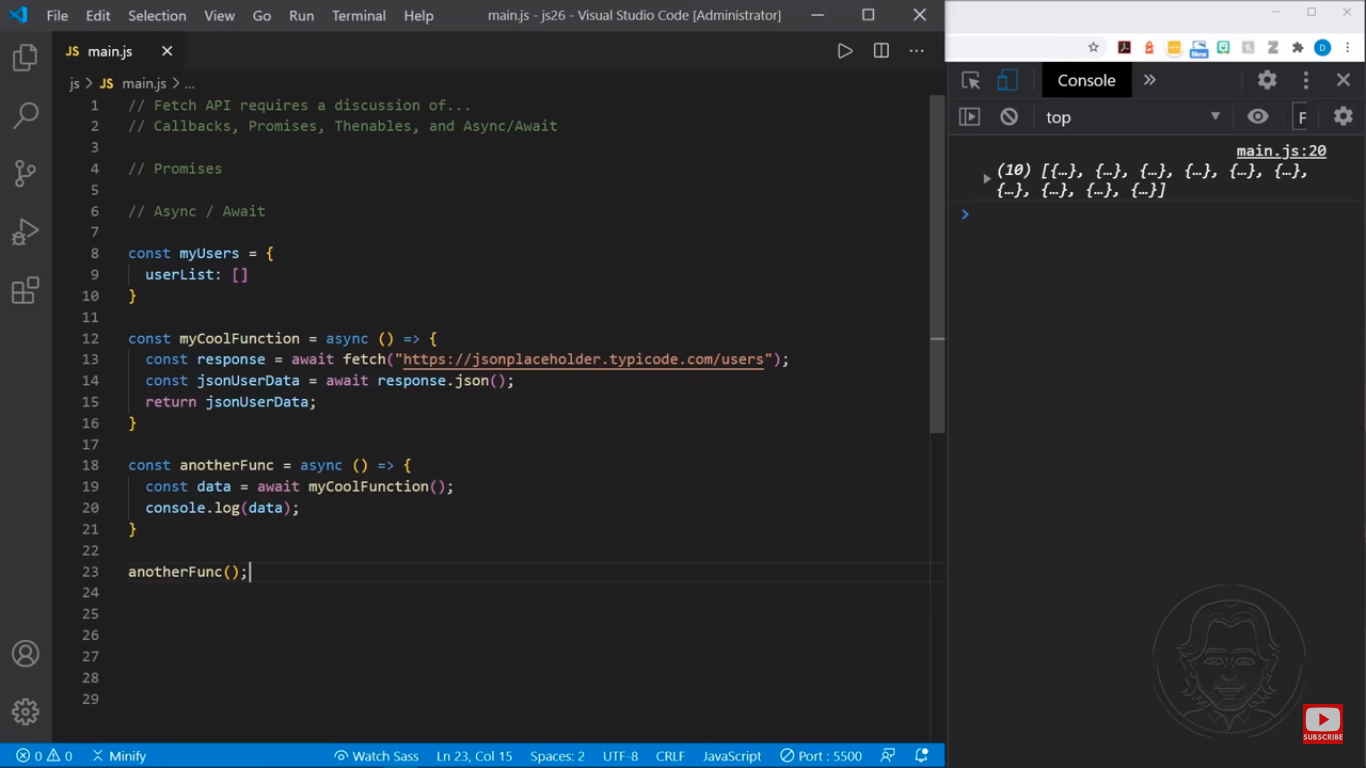 File Edit Selection View Go Run Terminal Help main.js - js26 - Visual Studio Code [Administrator]
JS main.js
js > JS main.js > ...
1 // Fetch API requires a discussion of...
2 // Callbacks, Promises, Thenables, and Async/Await
3
4 // Promises
5
6 // Async / Await
7
8 const myUsers = {
9 userList: []
10 }
11
12 const myCoolFunction = async () => {
13 const response = await fetch("https://jsonplaceholder.typicode.com/users");
14 const jsonUserData = await response.json();
15 return jsonUserData;
16 }
17
18 const anotherFunc = async () => {
19 const data = await myCoolFunction();
20 console.log(data);
21 }
22
23 anotherFunc();
24
25
26
27
28
29
0 0 Minify Watch Sass Ln 23, Col 15 Spaces: 2 UTF-8 CRLF JavaScript Port : 5500
New D
Console
top F
main.js:20
(10) [{…}, {…}, {…}, {…}, {…}, {…},
{…}, {…}, {…}, {…}]
SUBSCRIBE